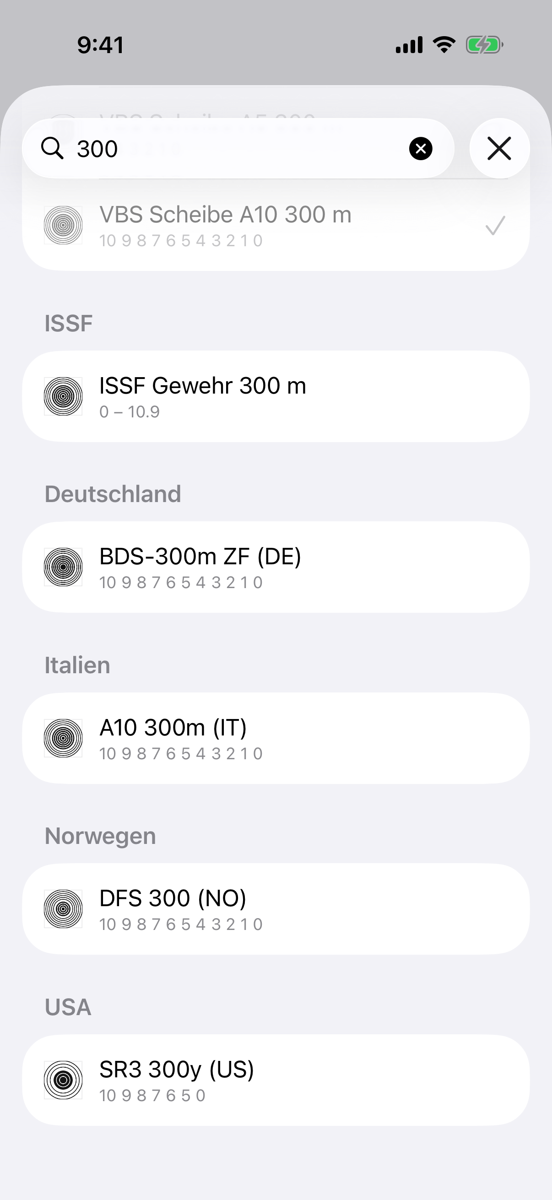 9:41
300
VBS Scheibe A10 300 m
10 9 8 7 6 5 4 3 2 1 0
ISSF
ISSF Gewehr 300 m
0 – 10.9
Deutschland
BDS-300m ZF (DE)
10 9 8 7 6 5 4 3 2 1 0
Italien
A10 300m (IT)
10 9 8 7 6 5 4 3 2 1 0
Norwegen
DFS 300 (NO)
10 9 8 7 6 5 4 3 2 1 0
USA
SR3 300y (US)
10 9 8 7 6 5 0